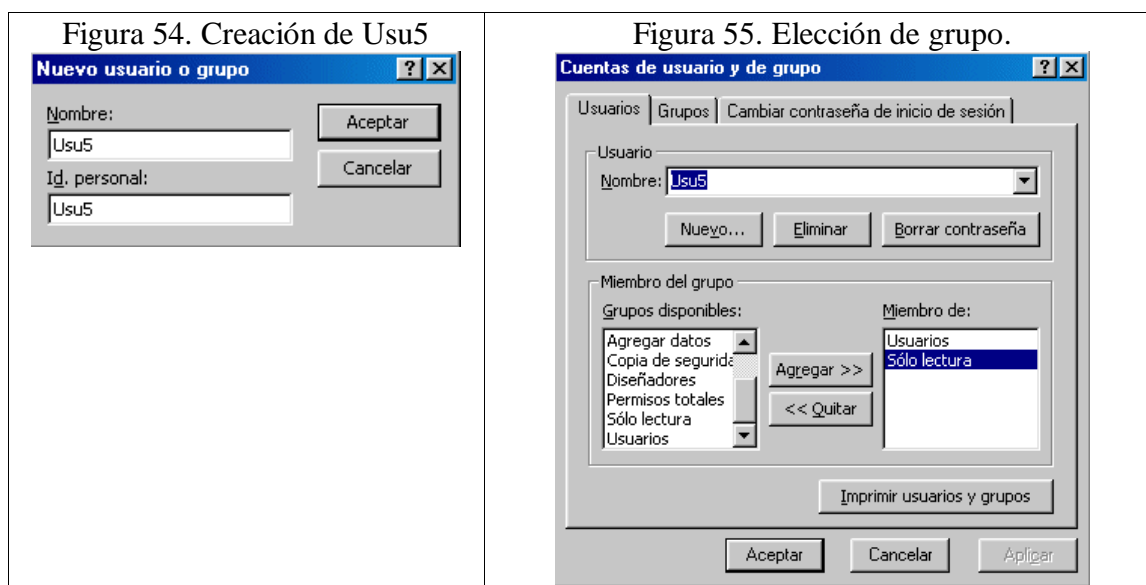 Figura 54. Creación de Usu5
Nuevo usuario o grupo
Nombre:
Usu5
Id. personal:
Usu5
Aceptar
Cancelar
Figura 55. Elección de grupo.
Cuentas de usuario y de grupo
Usuarios
Grupos
Cambiar contraseña de inicio de sesión
Usuario
Nombre:
Usu5
Nuevo...
Eliminar
Borrar contraseña
Miembro del grupo
Grupos disponibles:
Agregar datos
Copia de segurida
Diseñadores
Permisos totales
Sólo lectura
Usuarios
Agregar >>
<< Quitar
Miembro de:
Usuarios
Sólo lectura
Imprimir usuarios y grupos
Aceptar
Cancelar
Aplicar